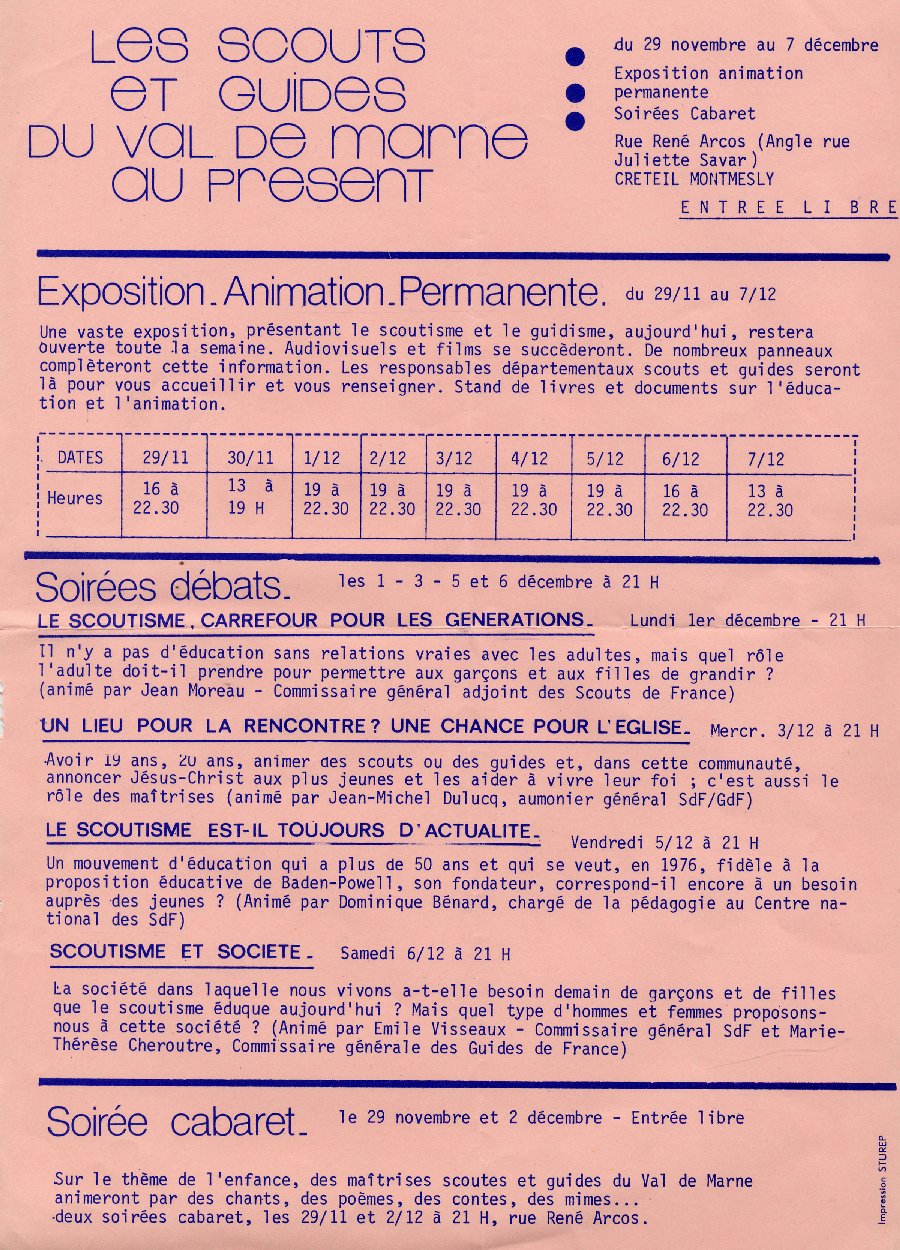 Les scouts
et guides
du val de marne
au present
du 29 novembre au 7 décembre
Exposition animation
permanente
Soirées Cabaret
Rue René Arcos (Angle rue
Juliette Savar)
CRETEIL MONTMESLY
ENTREE LIBRE
Exposition_Animation_Permanente. du 29/11 au 7/12
Une vaste exposition, présentant le scoutisme et le guidisme, aujourd'hui, restera
ouverte toute la semaine. Audiovisuels et films se succèderont. De nombreux panneaux
complèteront cette information. Les responsables départementaux scouts et guides seront
là pour vous accueillir et vous renseigner. Stand de livres et documents sur l'éduca-
tion et l'animation.
DATES 29/11 30/11 1/12 2/12 3/12 4/12 5/12 6/12 7/12
Heures 16 à 13 à 19 à 19 à 19 à 19 à 19 à 16 à 13 à
22.30 19 H 22.30 22.30 22.30 22.30 22.30 22.30 22.30
Soirées débats_ les 1 - 3 - 5 et 6 décembre à 21 H
LE SCOUTISME, CARREFOUR POUR LES GENERATIONS_ Lundi 1er décembre - 21 H
Il n'y a pas d'éducation sans relations vraies avec les adultes, mais quel rôle
l'adulte doit-il prendre pour permettre aux garçons et aux filles de grandir ?
(animé par Jean Moreau - Commissaire général adjoint des Scouts de France)
UN LIEU POUR LA RENCONTRE? UNE CHANCE POUR L'EGLISE_ Mercr. 3/12 à 21 H
Avoir 19 ans, 20 ans, animer des scouts ou des guides et, dans cette communauté,
annoncer Jésus-Christ aux plus jeunes et les aider à vivre leur foi ; c'est aussi le
rôle des maîtrises (animé par Jean-Michel Dulucq, aumonier général SdF/GdF)
LE SCOUTISME EST-IL TOUJOURS D'ACTUALITE_ Vendredi 5/12 à 21 H
Un mouvement d'éducation qui a plus de 50 ans et qui se veut, en 1976, fidèle à la
proposition éducative de Baden-Powell, son fondateur, correspond-il encore à un besoin
auprès des jeunes ? (Animé par Dominique Bénard, chargé de la pédagogie au Centre na-
tional des SdF)
SCOUTISME ET SOCIETE_ Samedi 6/12 à 21 H
La société dans laquelle nous vivons a-t-elle besoin demain de garçons et de filles
que le scoutisme éduque aujourd'hui ? Mais quel type d'hommes et femmes proposons-
nous à cette société ? (Animé par Emile Visseaux - Commissaire général SdF et Marie-
Thérèse Cheroutre, Commissaire générale des Guides de France)
Soirée cabaret_ le 29 novembre et 2 décembre - Entrée libre
Sur le thème de l'enfance, des maîtrises scoutes et guides du Val de Marne
animeront par des chants, des poèmes, des contes, des mimes...
deux soirées cabaret, les 29/11 et 2/12 à 21 H, rue René Arcos.
Impression STUREP